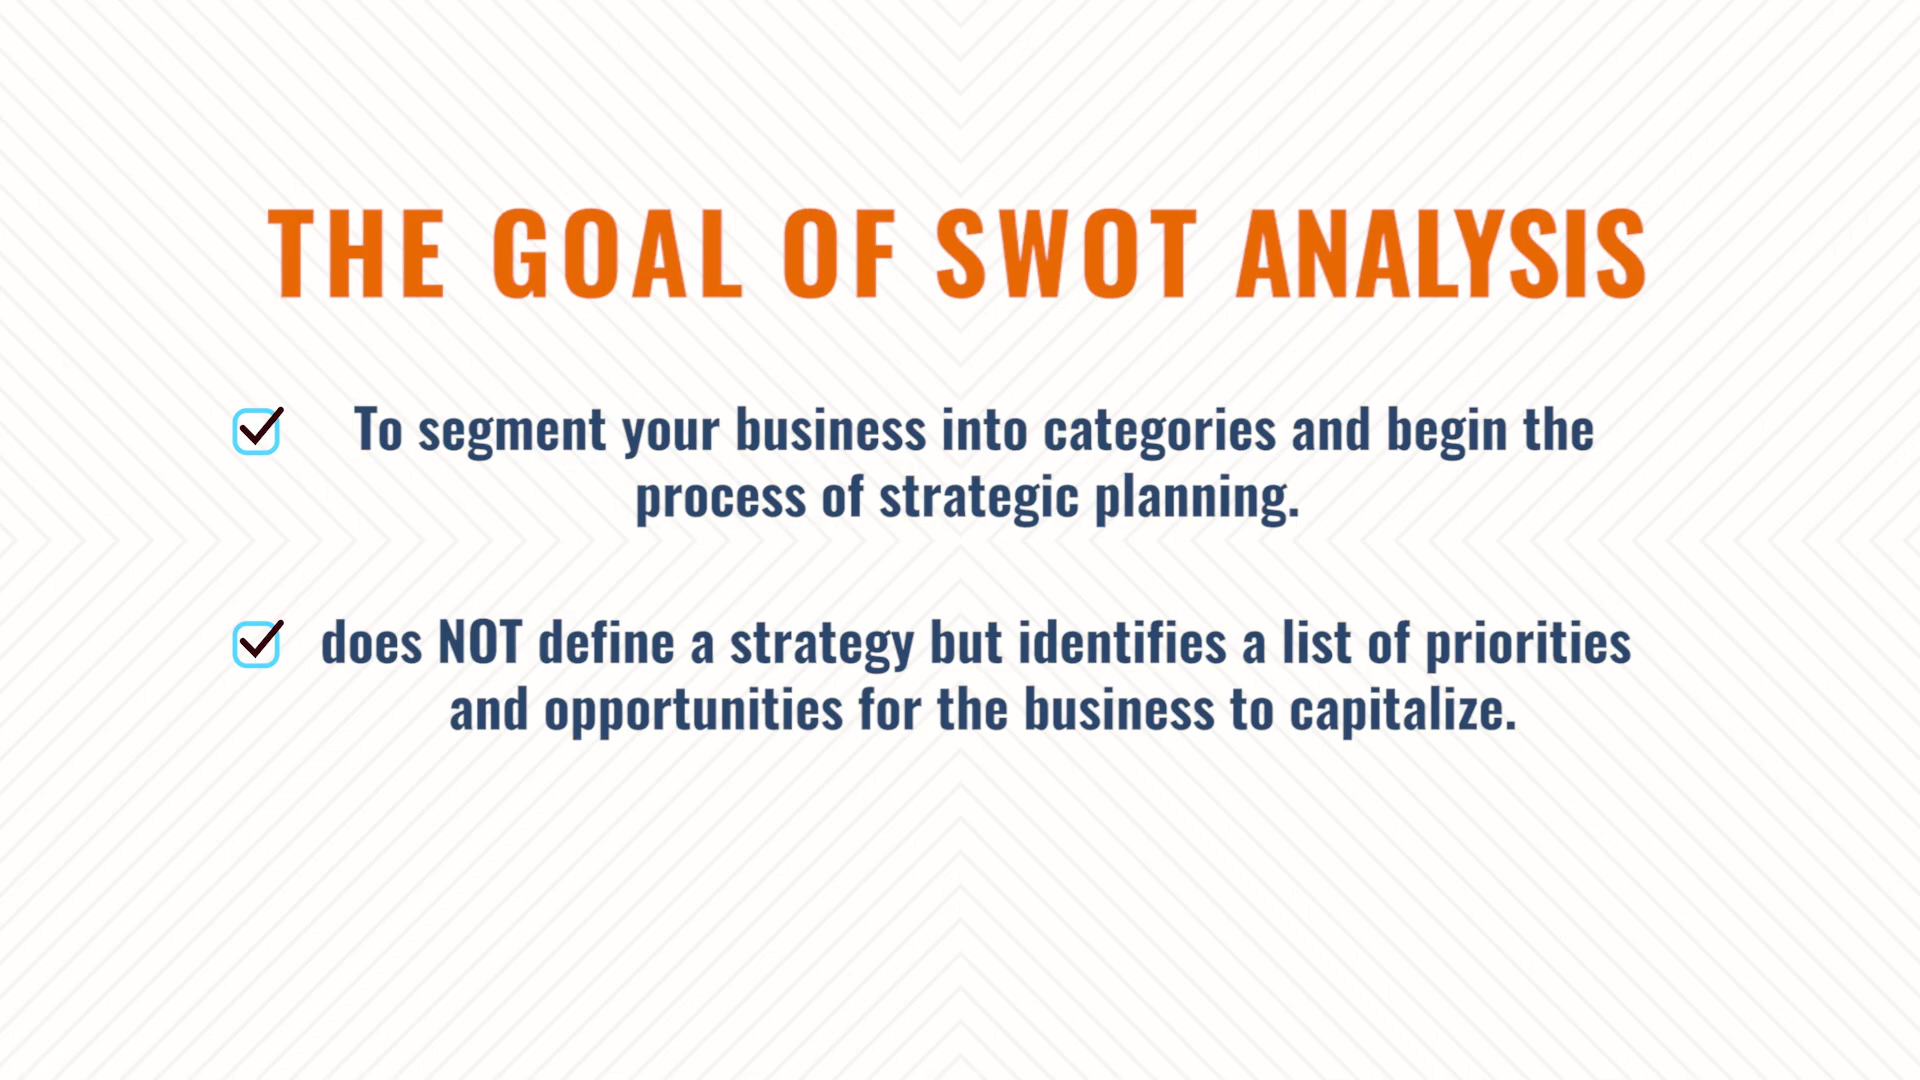 THE GOAL OF SWOT ANALYSIS
To segment your business into categories and begin the
process of strategic planning.
does NOT define a strategy but identifies a list of priorities
and opportunities for the business to capitalize.